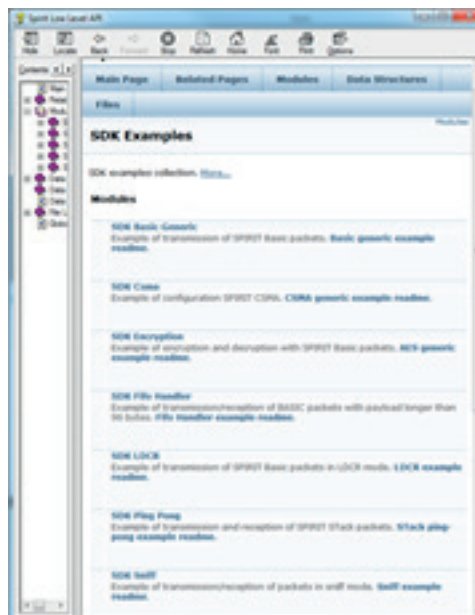 Spirit Low Level API
Hide Locate Back Forward Stop Refresh Home Font Print Options
Contents
Main Page Related Pages Modules Data Structures
Files
Modules
SDK Examples
SDK examples collection. More...
Modules
SDK Basic Generic
Example of transmission of SPIRIT Basic packets. Basic generic example
readme.
SDK Csma
Example of configuration SPIRIT CSMA. CSMA generic example readme.
SDK Encryption
Example of encryption and decryption with SPIRIT Basic packets. AES generic
example readme.
SDK Fifo Handler
Example of transmission/reception of BASIC packets with payload longer than
96 bytes. Fifo Handler example readme.
SDK LDCR
Example of transmission of SPIRIT Basic packets in LDCR mode. LDCR example
readme.
SDK Ping Pong
Example of transmission and reception of SPIRIT STack packets. STack ping-
pong example readme.
SDK Sniff
Example of transmission/reception of packets in sniff mode. Sniff example
readme.